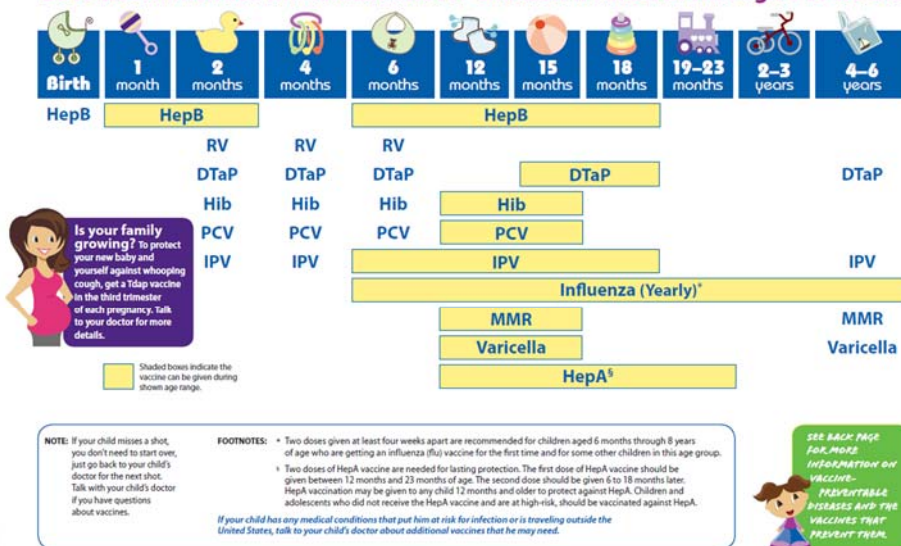 Birth
1
month
2
months
4
months
6
months
12
months
15
months
18
months
19–23
months
2–3
years
4–6
years
HepB HepB HepB
RV RV RV
DTaP DTaP DTaP DTaP DTaP
Hib Hib Hib Hib
PCV PCV PCV PCV
IPV IPV IPV IPV
Influenza (Yearly)*
MMR MMR
Varicella Varicella
HepA§
Is your family
growing? To protect
your new baby and
yourself against whooping
cough, get a Tdap vaccine
in the third trimester
of each pregnancy. Talk
to your doctor for more
details.
Shaded boxes indicate the
vaccine can be given during
shown age range.
NOTE: If your child misses a shot,
you don't need to start over,
just go back to your child's
doctor for the next shot.
Talk with your child's doctor
if you have questions
about vaccines.
FOOTNOTES: * Two doses given at least four weeks apart are recommended for children aged 6 months through 8 years
of age who are getting an influenza (flu) vaccine for the first time and for some other children in this age group.
§ Two doses of HepA vaccine are needed for lasting protection. The first dose of HepA vaccine should be
given between 12 months and 23 months of age. The second dose should be given 6 to 18 months later.
HepA vaccination may be given to any child 12 months and older to protect against HepA. Children and
adolescents who did not receive the HepA vaccine and are at high-risk, should be vaccinated against HepA.
If your child has any medical conditions that put him at risk for infection or is traveling outside the
United States, talk to your child's doctor about additional vaccines that he may need.
SEE BACK PAGE
FOR MORE
INFORMATION ON
VACCINE-
PREVENTABLE
DISEASES AND THE
VACCINES THAT
PREVENT THEM.